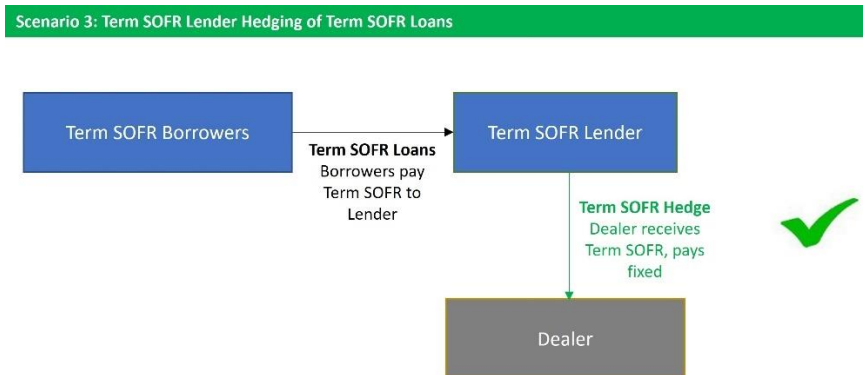 Scenario 3: Term SOFR Lender Hedging of Term SOFR Loans
Term SOFR Borrowers
Term SOFR Loans
Borrowers pay
Term SOFR to
Lender
Term SOFR Lender
Term SOFR Hedge
Dealer receives
Term SOFR, pays
fixed
Dealer